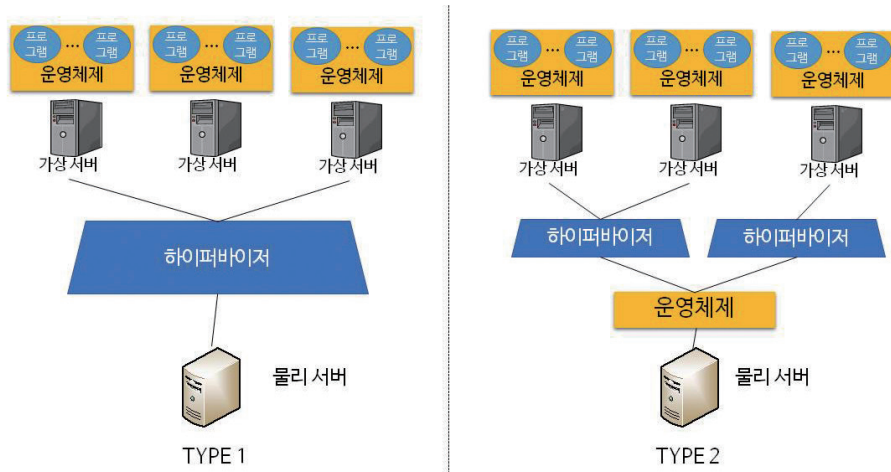 프로그램 ... 프로그램 프로그램 ... 프로그램 프로그램 ... 프로그램
운영체제 운영체제 운영체제
가상 서버 가상 서버 가상 서버
하이퍼바이저
물리 서버
TYPE 1
프로그램 ... 프로그램 프로그램 ... 프로그램 프로그램 ... 프로그램
운영체제 운영체제 운영체제
가상 서버 가상 서버 가상 서버
하이퍼바이저 하이퍼바이저
운영체제
물리 서버
TYPE 2